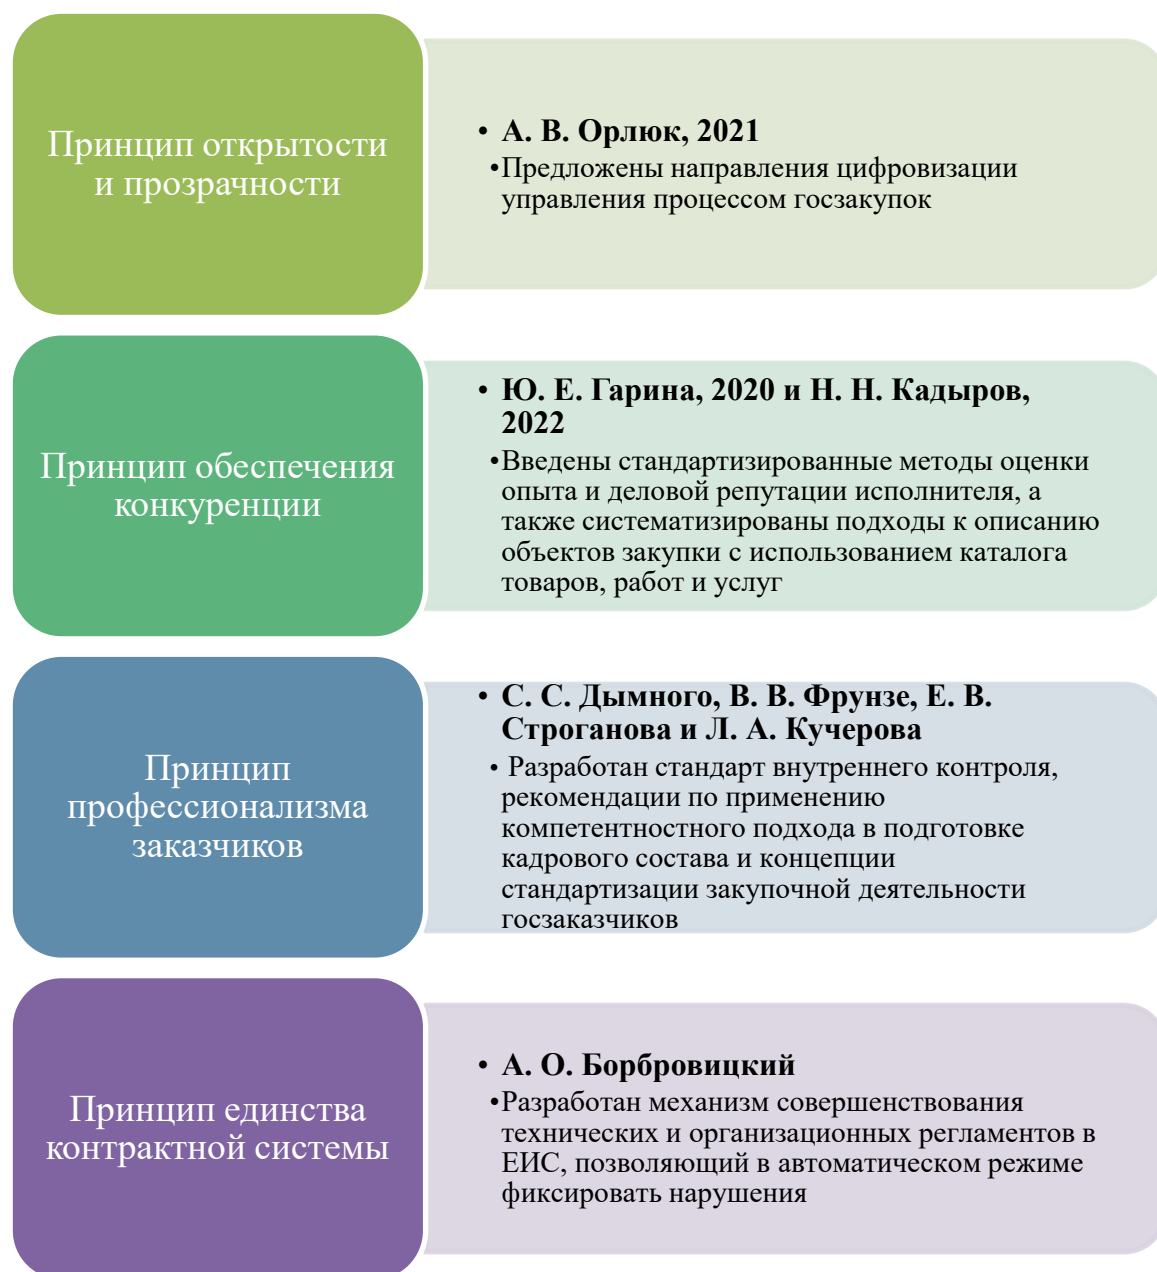 Принцип открытости
и прозрачности
• А. В. Орлюк, 2021
•Предложены направления цифровизации
управления процессом госзакупок
Принцип обеспечения
конкуренции
• Ю. Е. Гарина, 2020 и Н. Н. Кадыров,
2022
•Введены стандартизированные методы оценки
опыта и деловой репутации исполнителя, а
также систематизированы подходы к описанию
объектов закупки с использованием каталога
товаров, работ и услуг
Принцип
профессионализма
заказчиков
• С. С. Дымного, В. В. Фрунзе, Е. В.
Строганова и Л. А. Кучерова
• Разработан стандарт внутреннего контроля,
рекомендации по применению
компетентностного подхода в подготовке
кадрового состава и концепции
стандартизации закупочной деятельности
госзаказчиков
Принцип единства
контрактной системы
• А. О. Борбровицкий
•Разработан механизм совершенствования
технических и организационных регламентов в
ЕИС, позволяющий в автоматическом режиме
фиксировать нарушения